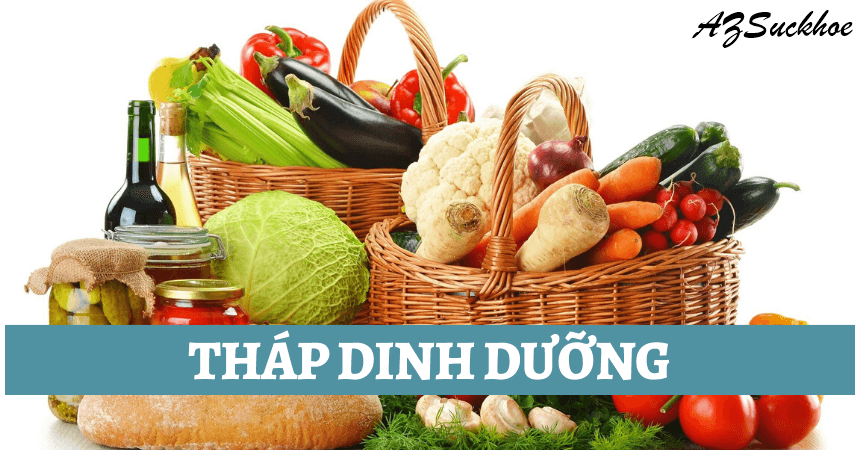 AZSuckhoe
THÁP DINH DƯỠNG